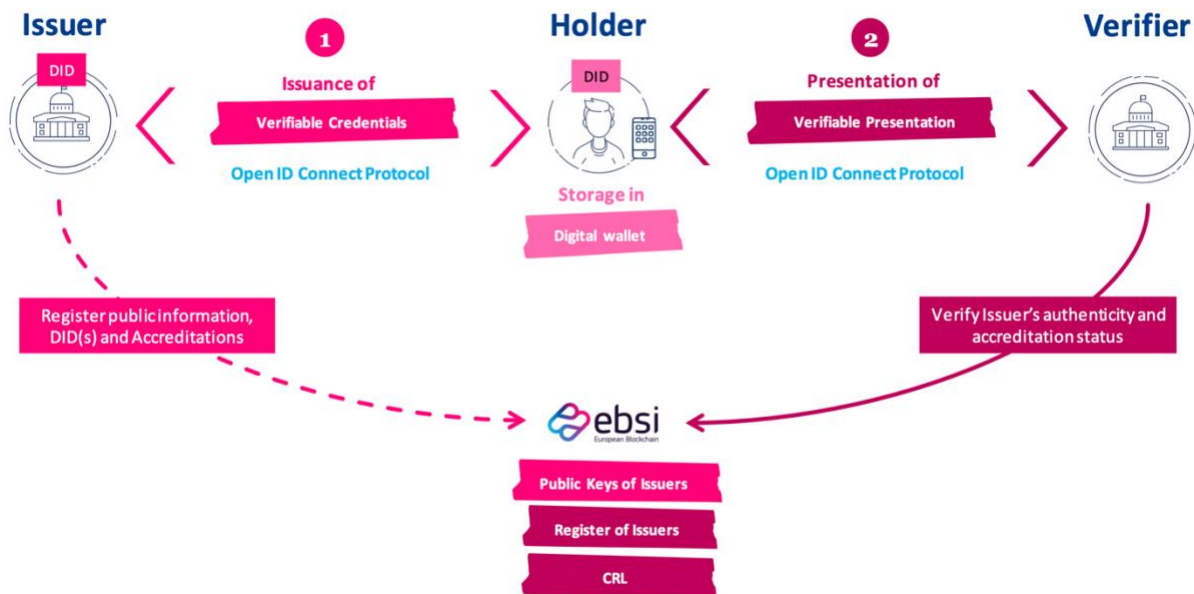 Issuer
1
Holder
2
Verifier
DID
DID
Issuance of
Presentation of
Verifiable Credentials
Verifiable Presentation
Open ID Connect Protocol
Open ID Connect Protocol
Storage in
Digital wallet
Register public information,
DID(s) and Accreditations
Verify Issuer's authenticity and
accreditation status
ebsi
European Blockchain
Public Keys of Issuers
Register of Issuers
CRL